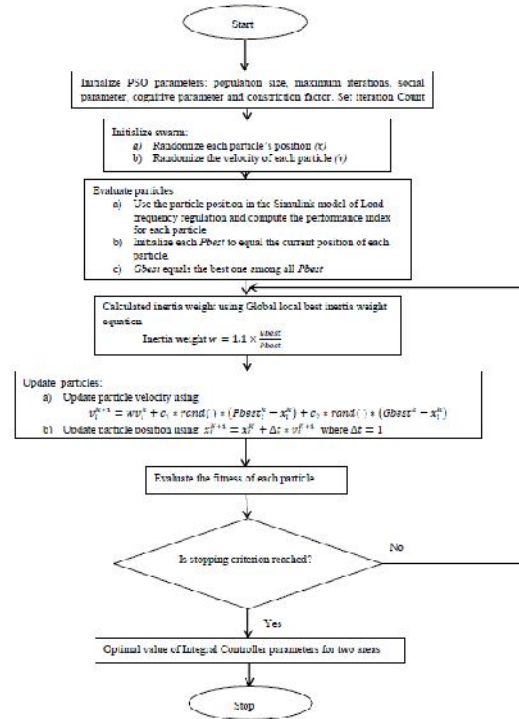 Start
Initialize PSO parameters: population size, maximum iterations, social
parameter, cognitive parameter and constriction factor. Set iteration Count
Initialize swarm:
a) Randomize each particle's position (x)
b) Randomize the velocity of each particle (v)
Evaluate particles
a) Use the particle position in the Simulink model of Load
frequency regulation and compute the performance index
for each particle
b) Initialize each Pbest to equal the current position of each
particle.
c) Gbest equals the best one among all Pbest
Calculated inertia weight using Global local best inertia weight
equation
Inertia weight w = 1.1 × Gbest/Pbest
Update particles:
a) Update particle velocity using
v_i^{K+1} = wv_i^K + c_1 * rand( ) * (Pbest_i^K − x_i^K) + c_2 * rand( ) * (Gbest^K − x_i^K)
b) Update particle position using x_i^{K+1} = x_i^K + Δt * v_i^{K+1} where Δt = 1
Evaluate the fitness of each particle
Is stopping criterion reached?
No
Yes
Optimal value of Integral Controller parameters for two areas
Stop